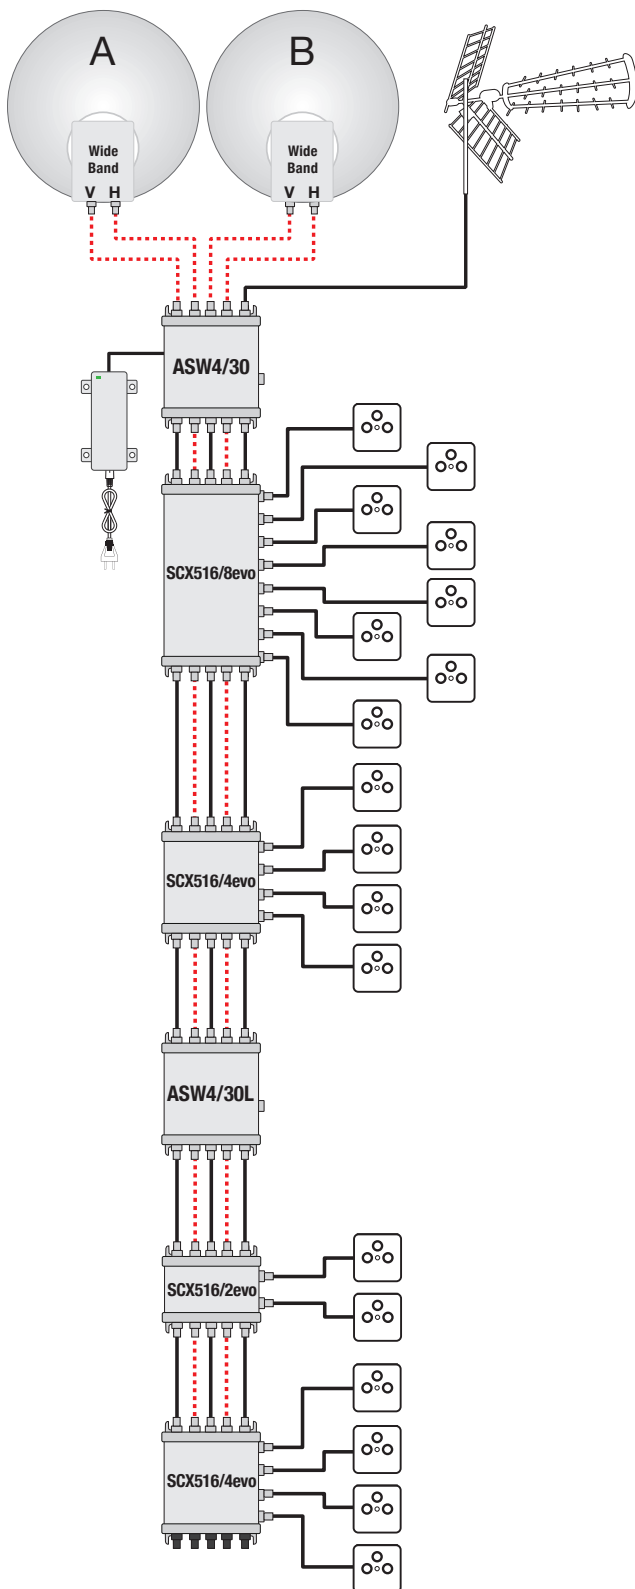 A
B
Wide
Band
V H
Wide
Band
V H
ASW4/30
SCX516/8evo
SCX516/4evo
ASW4/30L
SCX516/2evo
SCX516/4evo